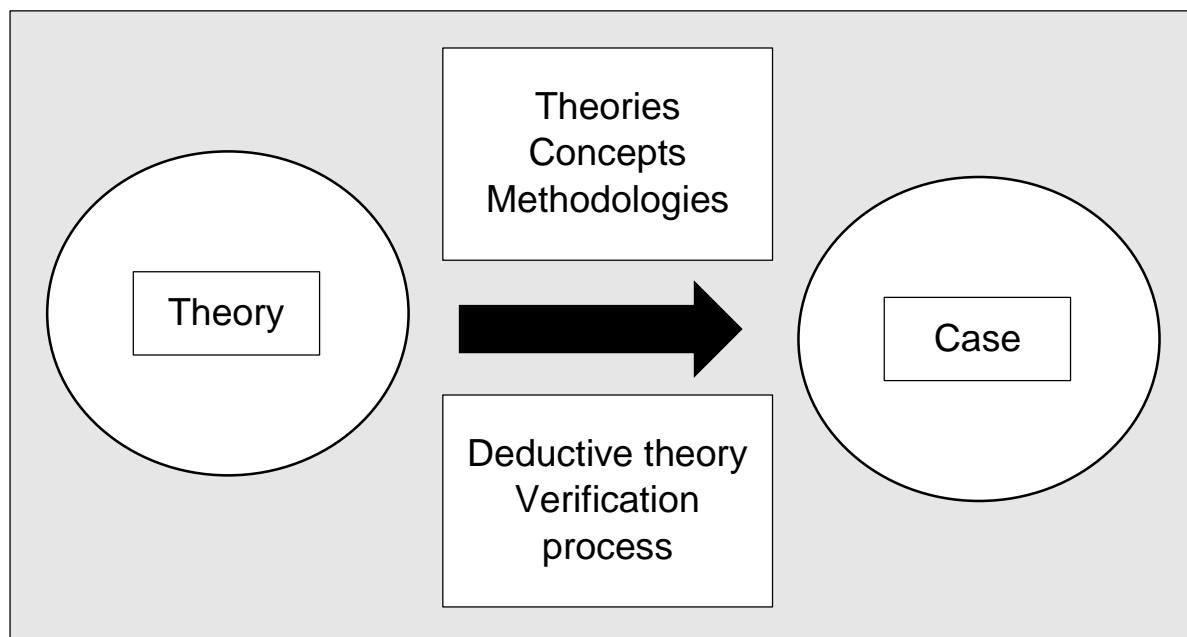 Theory
Theories
Concepts
Methodologies
Deductive theory
Verification
process
Case